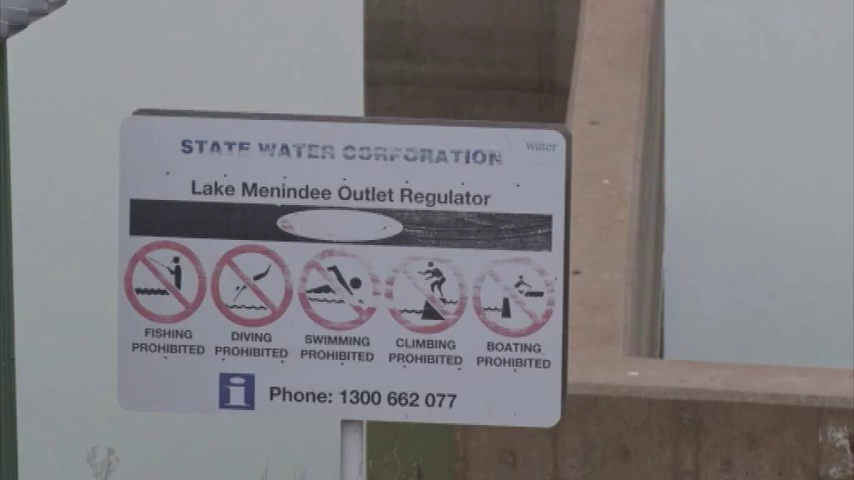 STATE WATER CORPORATION
water
Lake Menindee Outlet Regulator
FISHING PROHIBITED
DIVING PROHIBITED
SWIMMING PROHIBITED
CLIMBING PROHIBITED
BOATING PROHIBITED
i Phone: 1300 662 077